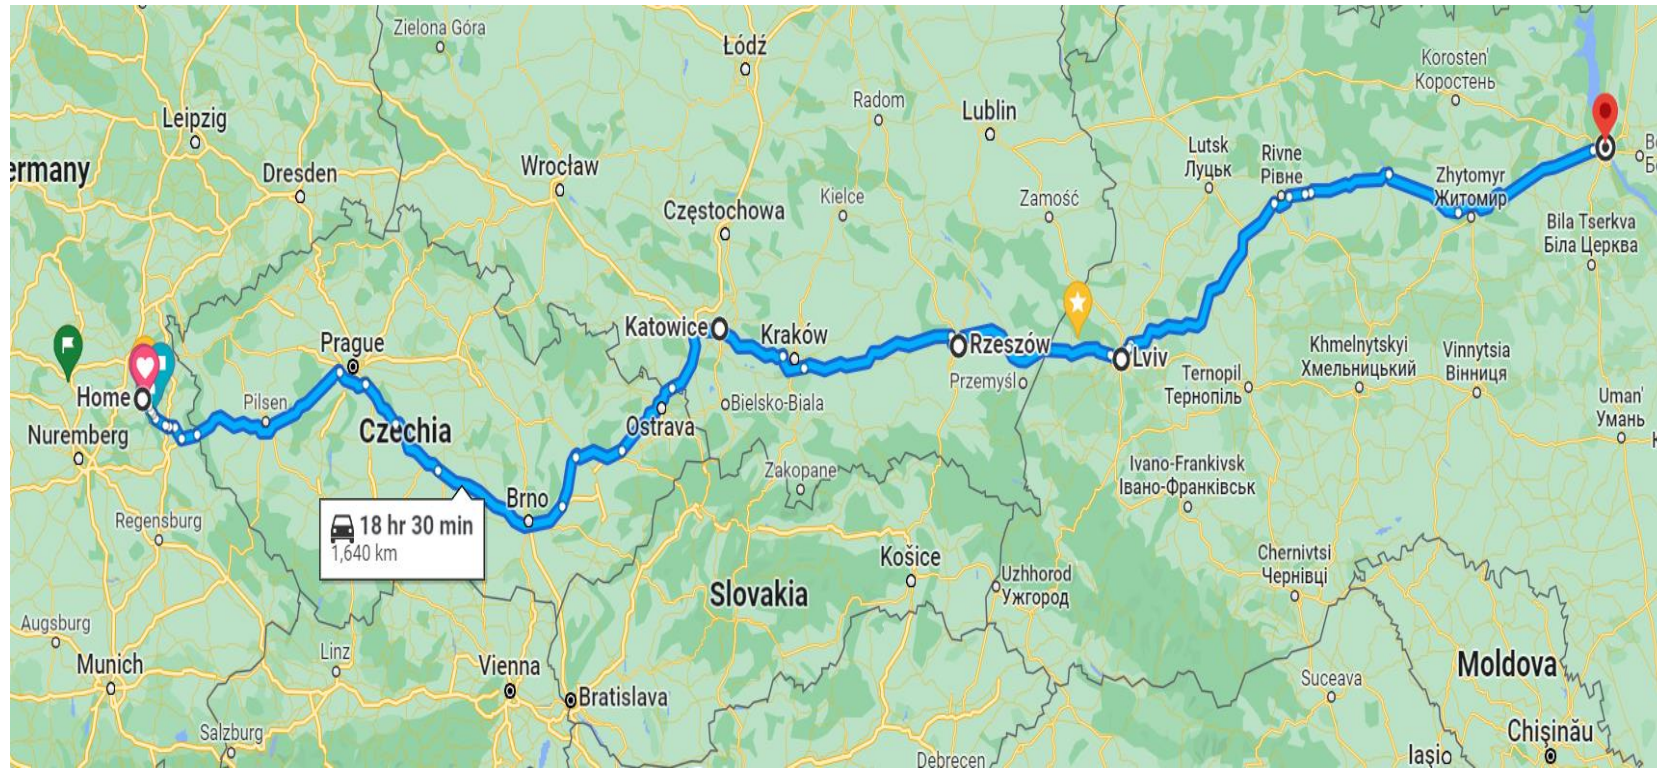 Zielona Góra
Łódź
Korosten'
Коростень
Radom
Lublin
Leipzig
ermany
Dresden
Wrocław
Lutsk
Луцьк
Rivne
Рівне
Zhytomyr
Житомир
Kielce
Zamość
Częstochowa
Bila Tserkva
Біла Церква
Katowice
Kraków
Rzeszów
Lviv
Prague
Khmelnytskyi
Хмельницький
Vinnytsia
Вінниця
Przemyśl
Ternopil
Тернопіль
Home
Pilsen
Bielsko-Biala
Uman'
Умань
Nuremberg
Czechia
Ostrava
Zakopane
Ivano-Frankivsk
Івано-Франківськ
Brno
18 hr 30 min
1,640 km
Regensburg
Košice
Uzhhorod
Ужгород
Chernivtsi
Чернівці
Slovakia
Augsburg
Munich
Linz
Vienna
Bratislava
Moldova
Suceava
Salzburg
Chișinău
Debrecen
Iași